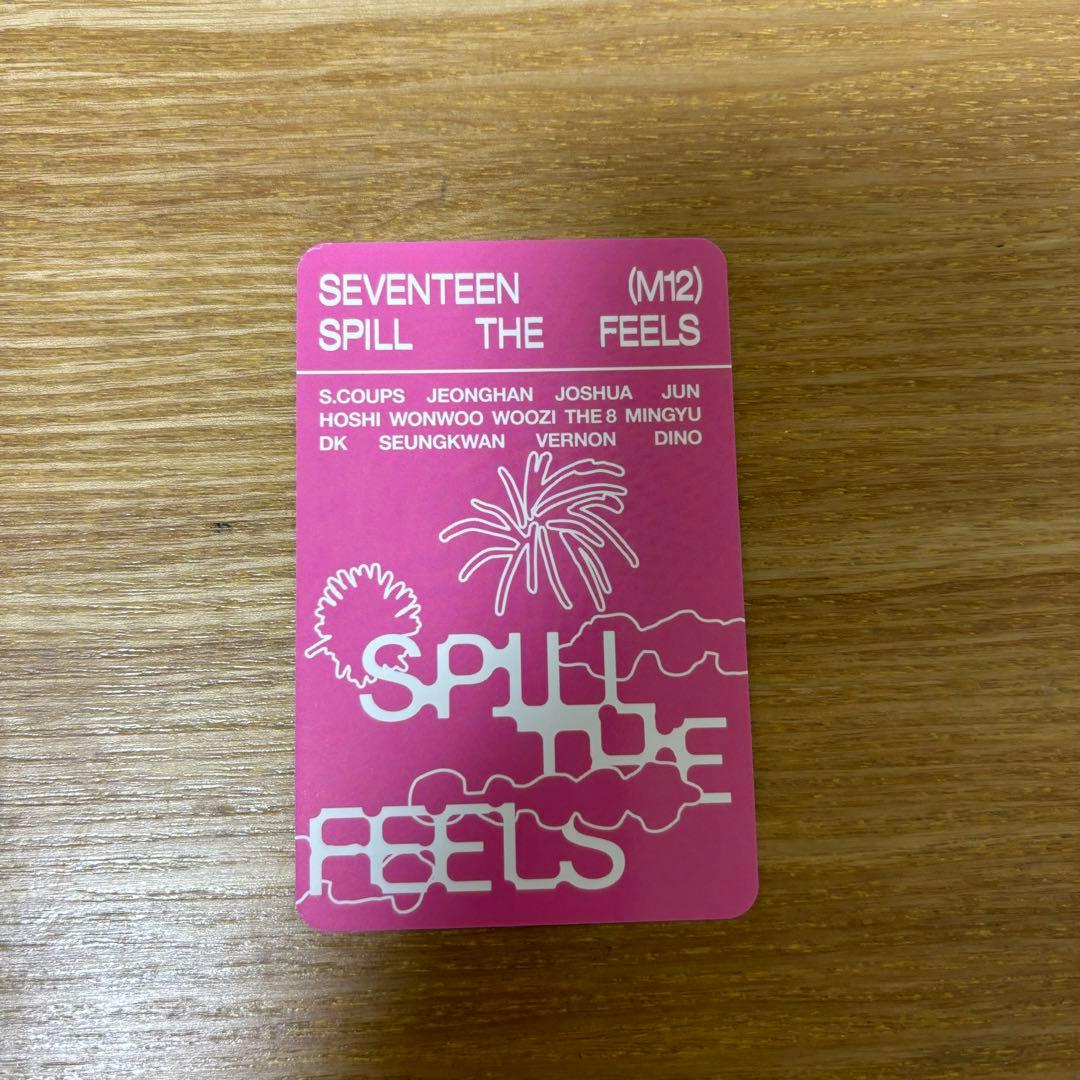 SEVENTEEN (M12)
SPILL THE FEELS
S.COUPS JEONGHAN JOSHUA JUN
HOSHI WONWOO WOOZI THE 8 MINGYU
DK SEUNGKWAN VERNON DINO
SPILL
THE
FEELS